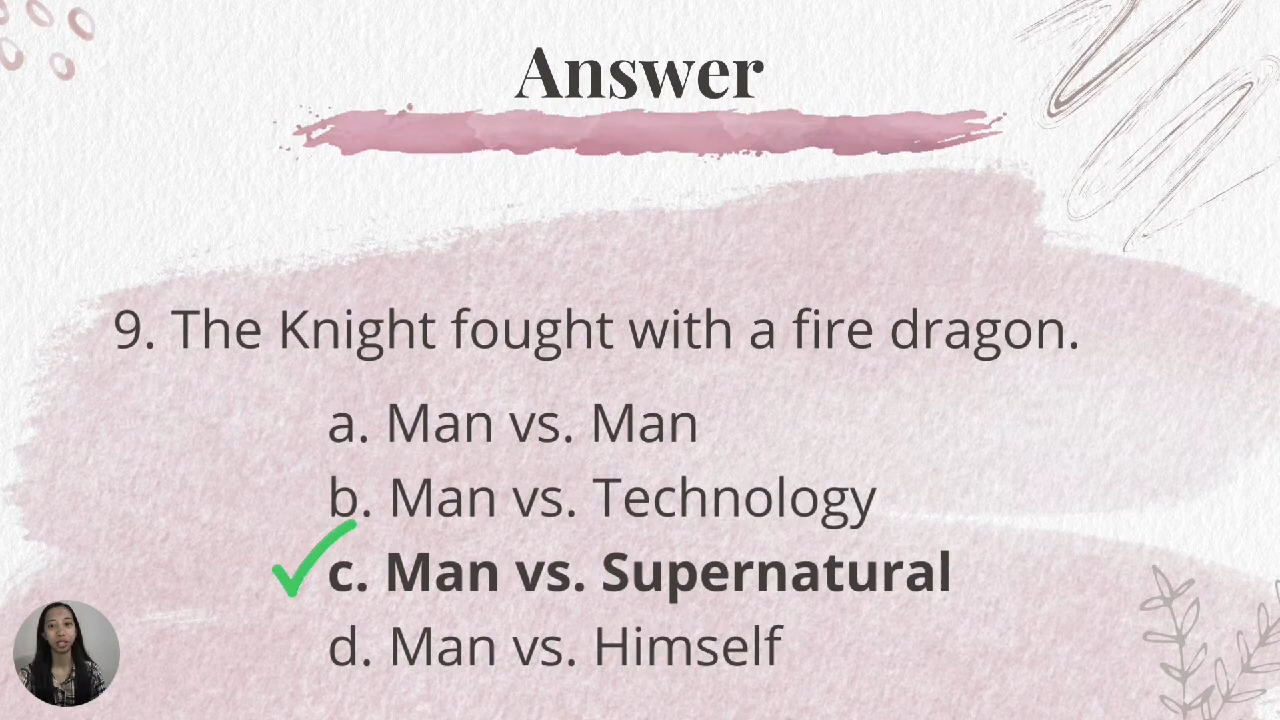 Answer
9. The Knight fought with a fire dragon.
a. Man vs. Man
b. Man vs. Technology
c. Man vs. Supernatural
d. Man vs. Himself